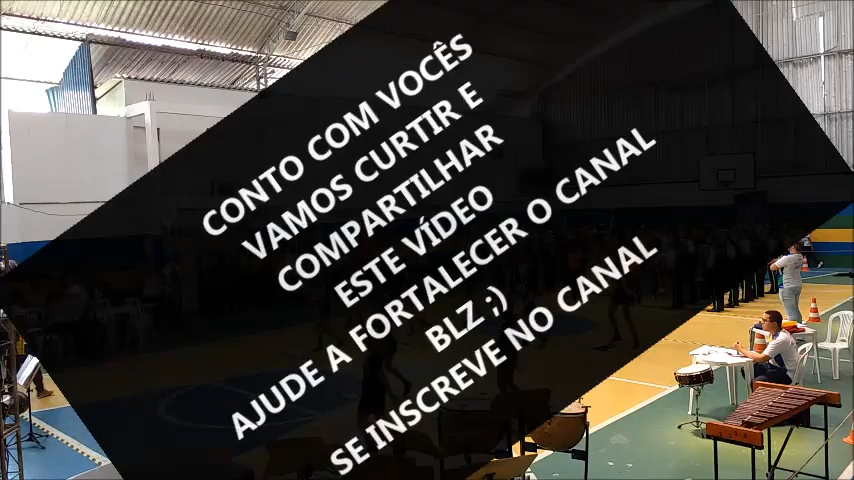 CONTO COM VOCÊS
VAMOS CURTIR E
COMPARTILHAR
ESTE VÍDEO
AJUDE A FORTALECER O CANAL
BLZ ;)
SE INSCREVE NO CANAL